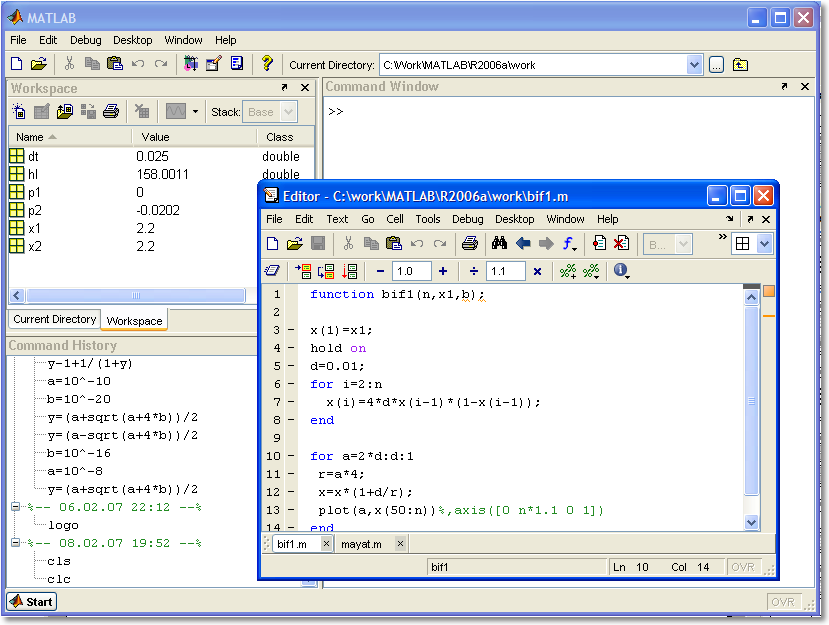 MATLAB
File Edit Debug Desktop Window Help
Current Directory: C:\Work\MATLAB\R2006a\work
Workspace
Stack: Base
Name Value Class
dt 0.025 double
hl 158.0011 double
p1 0
p2 -0.0202
x1 2.2
x2 2.2
Current Directory Workspace
Command History
y-1+1/(1+y)
a=10^-10
b=10^-20
y=(a+sqrt(a+4*b))/2
y=(a-sqrt(a+4*b))/2
b=10^-16
a=10^-8
y=(a+sqrt(a+4*b))/2
%-- 06.02.07 22:12 --%
logo
%-- 08.02.07 19:52 --%
cls
clc
Command Window
>>
Editor - C:\work\MATLAB\R2006a\work\bif1.m
File Edit Text Go Cell Tools Debug Desktop Window Help
B...
- 1.0 + ÷ 1.1 ×
1 function bif1(n,x1,b);
2
3 - x(1)=x1;
4 - hold on
5 - d=0.01;
6 - for i=2:n
7 - x(i)=4*d*x(i-1)*(1-x(i-1));
8 - end
9
10 - for a=2*d:d:1
11 - r=a*4;
12 - x=x*(1+d/r);
13 - plot(a,x(50:n))%,axis([0 n*1.1 0 1])
14 - end
bif1.m mayat.m
bif1 Ln 10 Col 14 OVR
Start
OVR